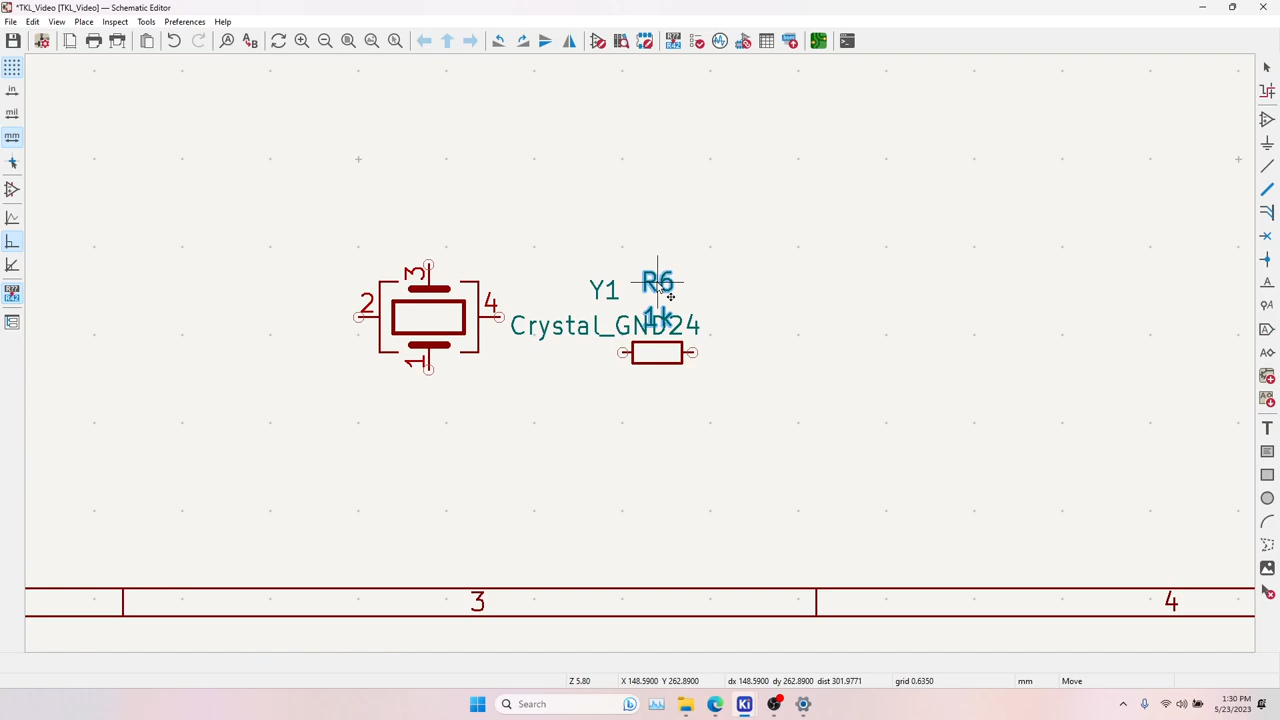 *TKL_Video [TKL_Video] — Schematic Editor
File Edit View Place Inspect Tools Preferences Help
in
mil
mm
R??
R42
A
T
3
2
4
1
Y1
Crystal_GND24
R6
1k
3
4
Z 5.80
X 148.5900 Y 262.8900
dx 148.5900 dy 262.8900 dist 301.9771
grid 0.6350
mm
Move
Search
Ki
1:30 PM
5/23/2023